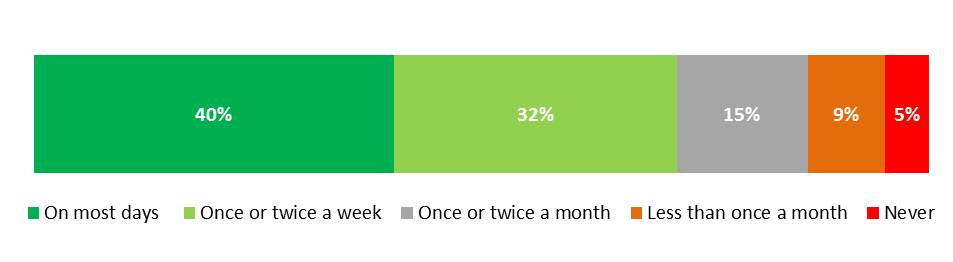 40% 32% 15% 9% 5%
On most days Once or twice a week Once or twice a month Less than once a month Never